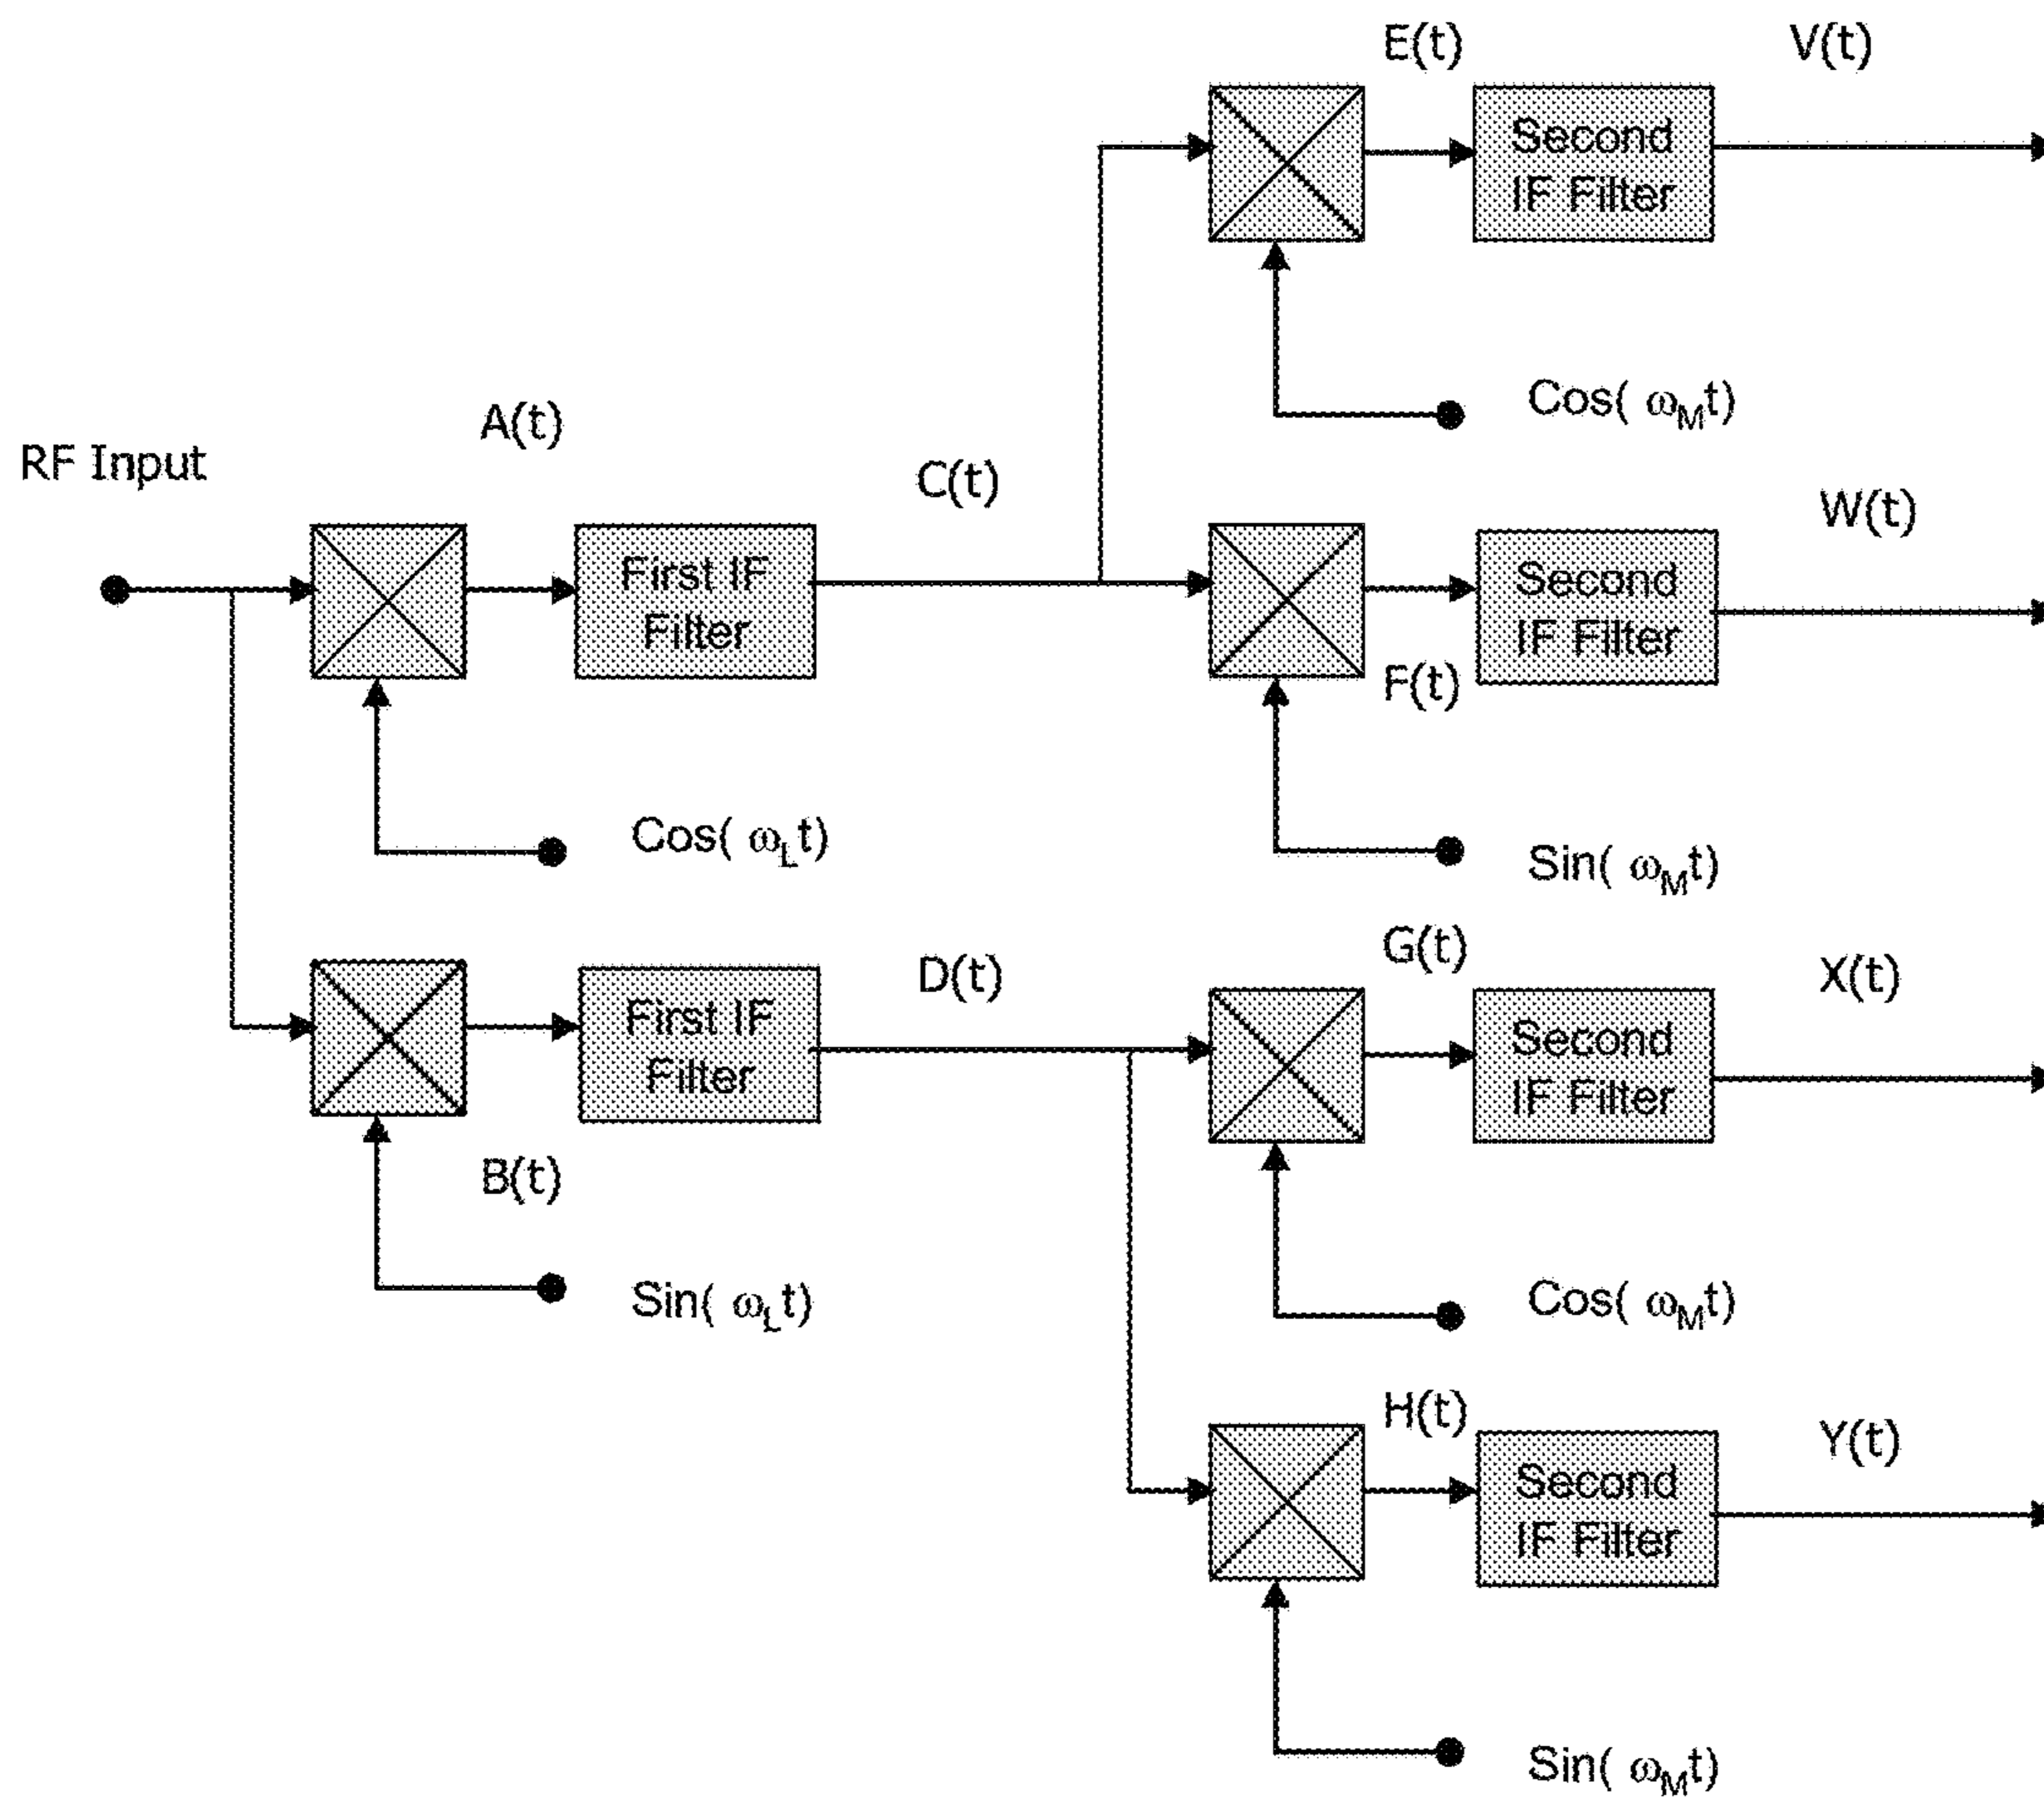 E(t)
V(t)
Second
IF Filter
Cos( ωMt)
RF Input
A(t)
C(t)
First IF
Filter
W(t)
Second
IF Filter
F(t)
Cos( ωLt)
Sin( ωMt)
B(t)
First IF
Filter
D(t)
G(t)
X(t)
Second
IF Filter
Sin( ωLt)
Cos( ωMt)
H(t)
Y(t)
Second
IF Filter
Sin( ωMt)